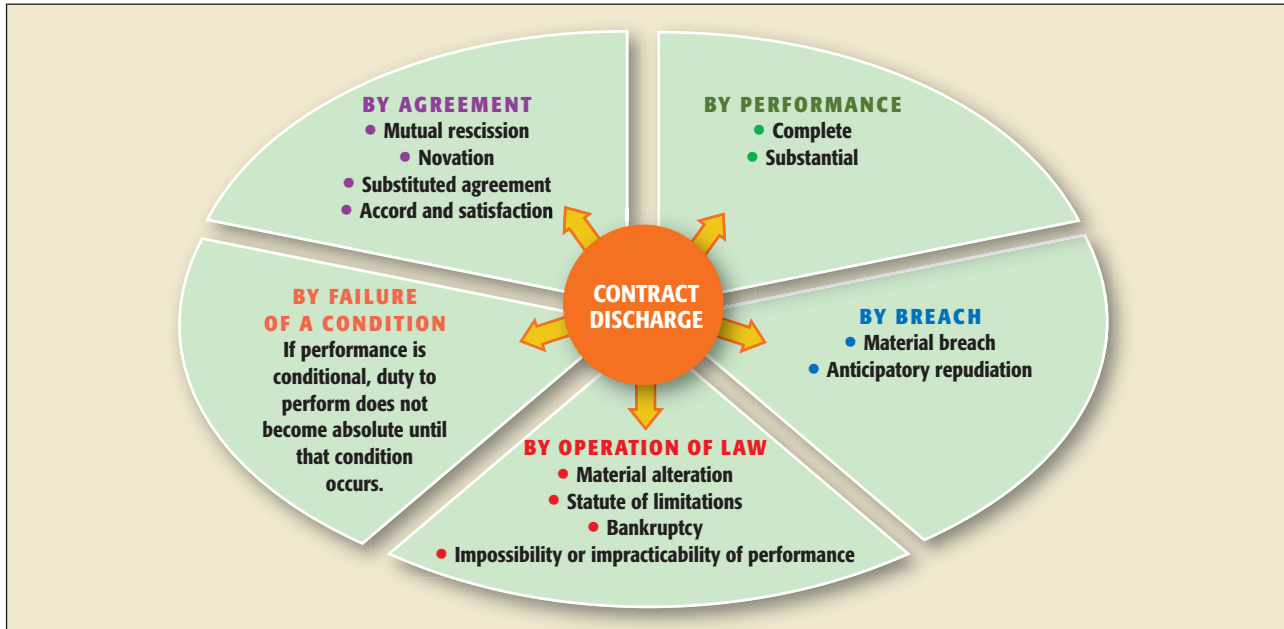 BY AGREEMENT
• Mutual rescission
• Novation
• Substituted agreement
• Accord and satisfaction
BY PERFORMANCE
• Complete
• Substantial
BY FAILURE
OF A CONDITION
If performance is
conditional, duty to
perform does not
become absolute until
that condition
occurs.
CONTRACT
DISCHARGE
BY BREACH
• Material breach
• Anticipatory repudiation
BY OPERATION OF LAW
• Material alteration
• Statute of limitations
• Bankruptcy
• Impossibility or impracticability of performance